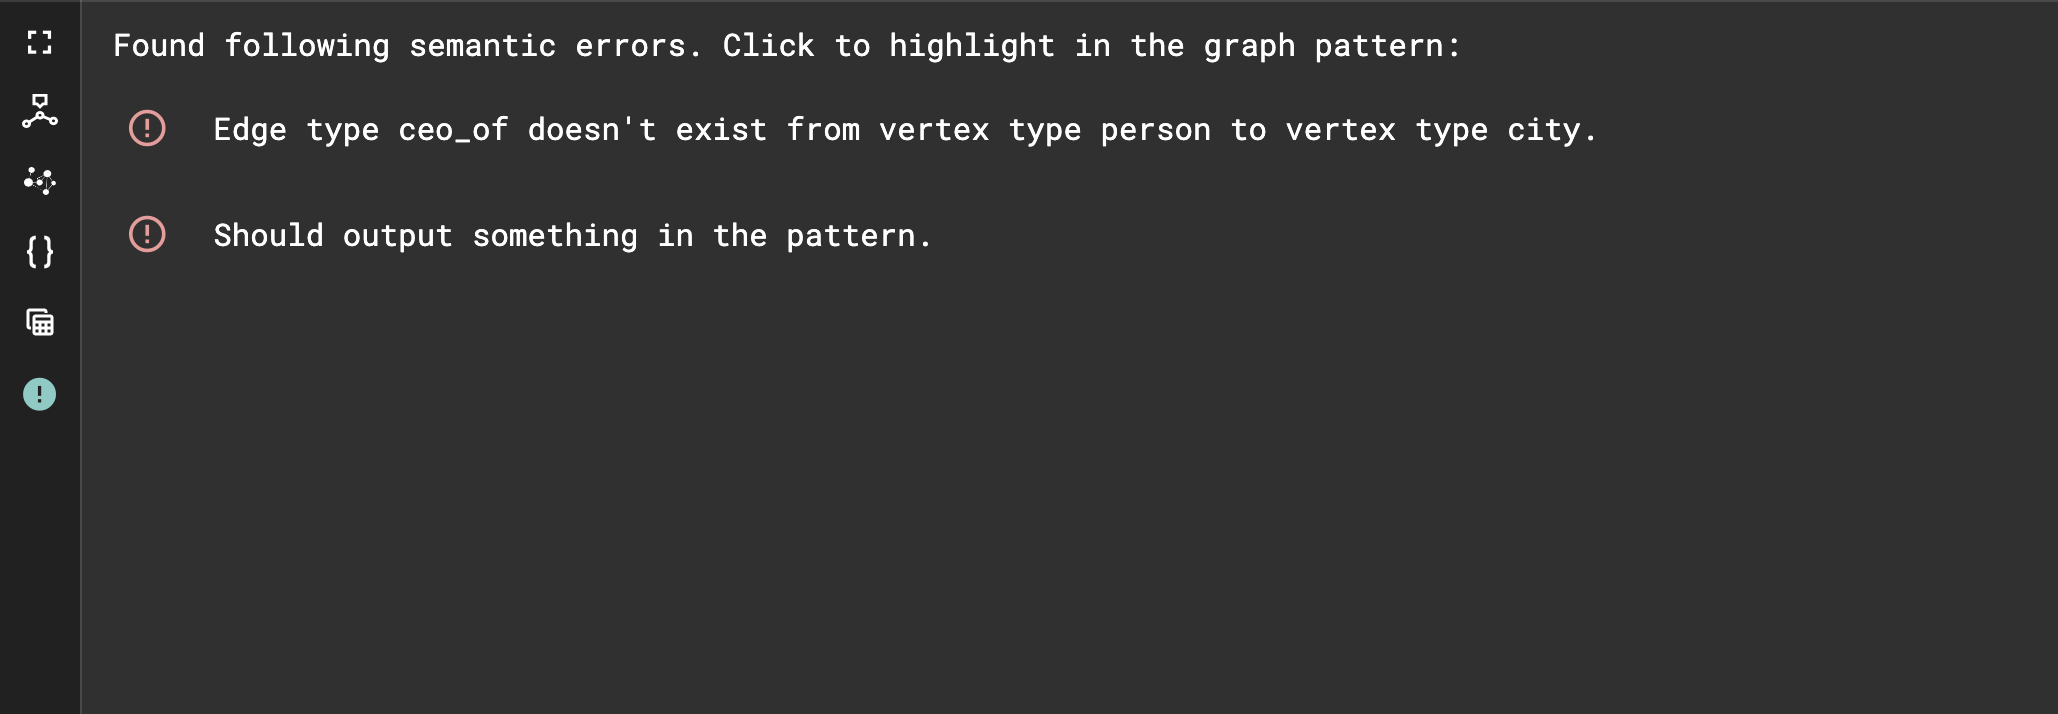 Found following semantic errors. Click to highlight in the graph pattern:
Edge type ceo_of doesn't exist from vertex type person to vertex type city.
Should output something in the pattern.